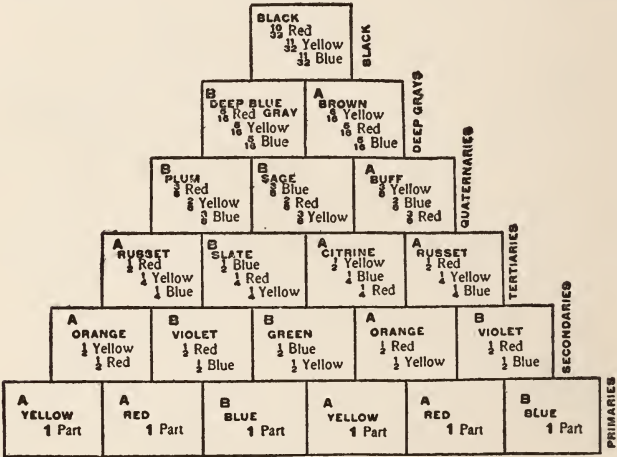 BLACK
10/32 Red
11/32 Yellow
11/32 Blue
BLACK
B
DEEP BLUE
Red GRAY
Yellow
Blue
A
BROWN
6/16 Yellow
5/16 Red
5/16 Blue
DEEP GRAYS
B
PLUM
3/8 Red
2/8 Yellow
3/8 Blue
B
SAGE
3/8 Blue
2/8 Red
3/8 Yellow
A
BUFF
3/8 Yellow
2/8 Blue
3/8 Red
QUATERNARIES
A
RUSSET
1/2 Red
1/4 Yellow
1/4 Blue
B
SLATE
1/2 Blue
1/4 Red
1/4 Yellow
A
CITRINE
1/2 Yellow
1/4 Blue
1/4 Red
A
RUSSET
1/2 Red
1/4 Yellow
1/4 Blue
TERTIARIES
A
ORANGE
1/2 Yellow
1/2 Red
B
VIOLET
1/2 Red
1/2 Blue
B
GREEN
1/2 Blue
1/2 Yellow
A
ORANGE
1/2 Red
1/2 Yellow
B
VIOLET
1/2 Red
1/2 Blue
SECONDARIES
A
YELLOW
1 Part
A
RED
1 Part
B
BLUE
1 Part
A
YELLOW
1 Part
A
RED
1 Part
B
BLUE
1 Part
PRIMARIES